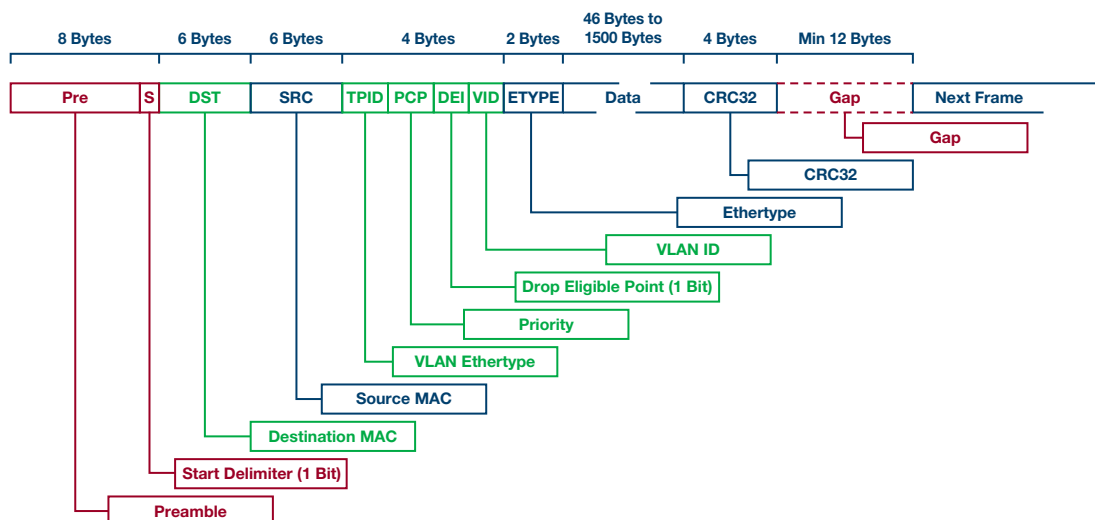 8 Bytes
6 Bytes
6 Bytes
4 Bytes
2 Bytes
46 Bytes to
1500 Bytes
4 Bytes
Min 12 Bytes
Pre
S
DST
SRC
TPID
PCP
DEI
VID
ETYPE
Data
CRC32
Gap
Next Frame
Gap
CRC32
Ethertype
VLAN ID
Drop Eligible Point (1 Bit)
Priority
VLAN Ethertype
Source MAC
Destination MAC
Start Delimiter (1 Bit)
Preamble